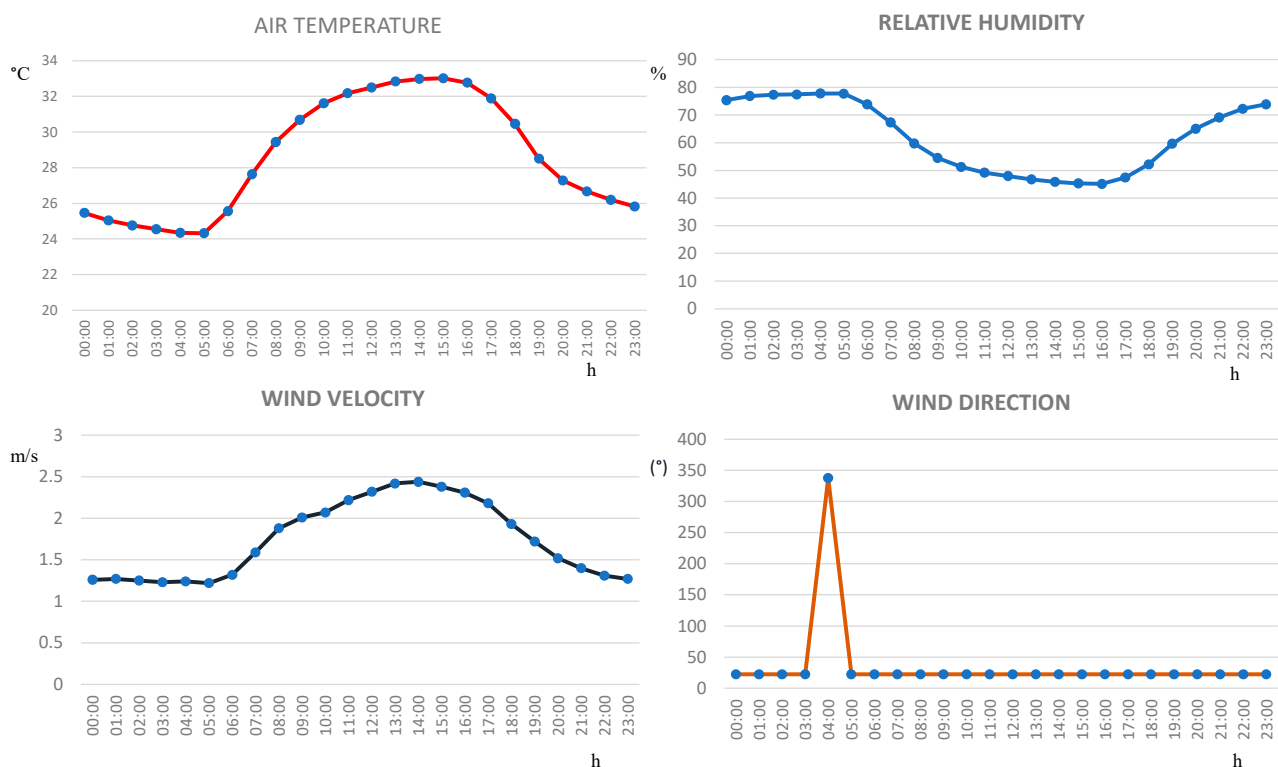 AIR TEMPERATURE
°C
34
32
30
28
26
24
22
20
00:00 01:00 02:00 03:00 04:00 05:00 06:00 07:00 08:00 09:00 10:00 11:00 12:00 13:00 14:00 15:00 16:00 17:00 18:00 19:00 20:00 21:00 22:00 23:00
h
RELATIVE HUMIDITY
%
90
80
70
60
50
40
30
20
10
0
00:00 01:00 02:00 03:00 04:00 05:00 06:00 07:00 08:00 09:00 10:00 11:00 12:00 13:00 14:00 15:00 16:00 17:00 18:00 19:00 20:00 21:00 22:00 23:00
h
WIND VELOCITY
m/s
3
2.5
2
1.5
1
0.5
0
00:00 01:00 02:00 03:00 04:00 05:00 06:00 07:00 08:00 09:00 10:00 11:00 12:00 13:00 14:00 15:00 16:00 17:00 18:00 19:00 20:00 21:00 22:00 23:00
h
WIND DIRECTION
(°)
400
350
300
250
200
150
100
50
0
00:00 01:00 02:00 03:00 04:00 05:00 06:00 07:00 08:00 09:00 10:00 11:00 12:00 13:00 14:00 15:00 16:00 17:00 18:00 19:00 20:00 21:00 22:00 23:00
h